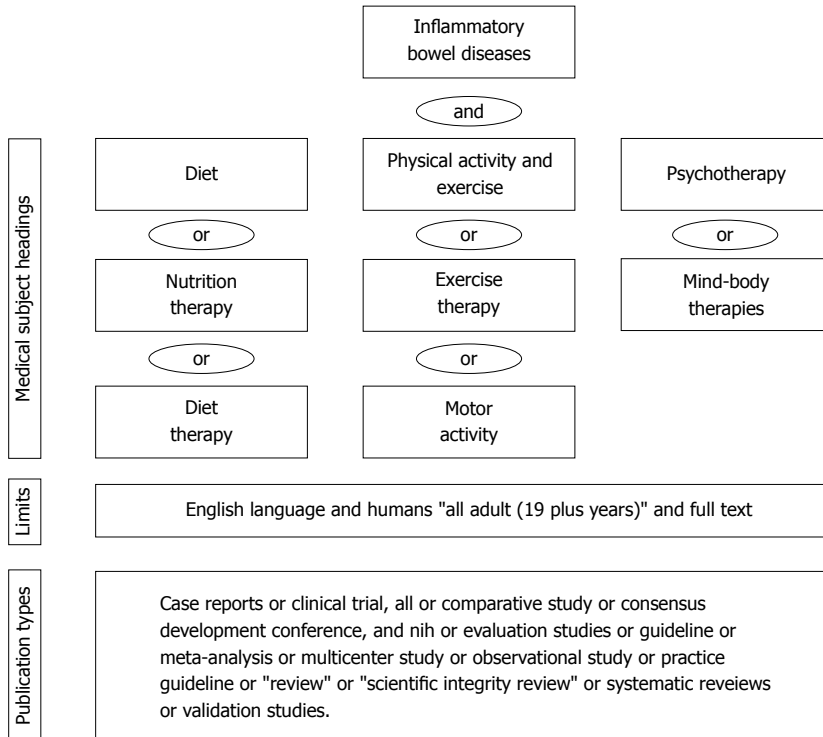 Inflammatory
bowel diseases
and
Medical subject headings
Diet
Physical activity and
exercise
Psychotherapy
or
or
or
Nutrition
therapy
Exercise
therapy
Mind-body
therapies
or
or
Diet
therapy
Motor
activity
Limits
English language and humans "all adult (19 plus years)" and full text
Publication types
Case reports or clinical trial, all or comparative study or consensus
development conference, and nih or evaluation studies or guideline or
meta-analysis or multicenter study or observational study or practice
guideline or "review" or "scientific integrity review" or systematic reveiews
or validation studies.